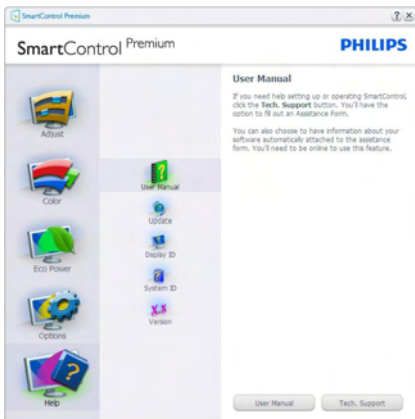 SmartControl Premium
SmartControl Premium
PHILIPS
Adjust
Color
Eco Power
Options
Help
User Manual
Update
Display ID
System ID
Version
User Manual
If you need help setting up or operating SmartControl,
click the Tech. Support button. You'll have the
option to fill out an Assistance Form.
You can also choose to have information about your
software automatically attached to the assistance
form. You'll need to be online to use this feature.
User Manual
Tech. Support